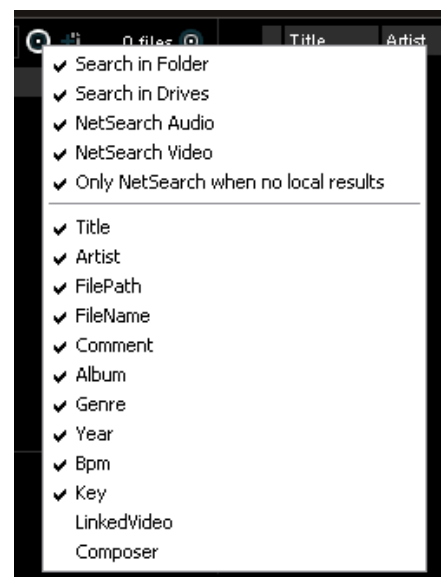 0 files Title Artist
Search in Folder
Search in Drives
NetSearch Audio
NetSearch Video
Only NetSearch when no local results
Title
Artist
FilePath
FileName
Comment
Album
Genre
Year
Bpm
Key
LinkedVideo
Composer